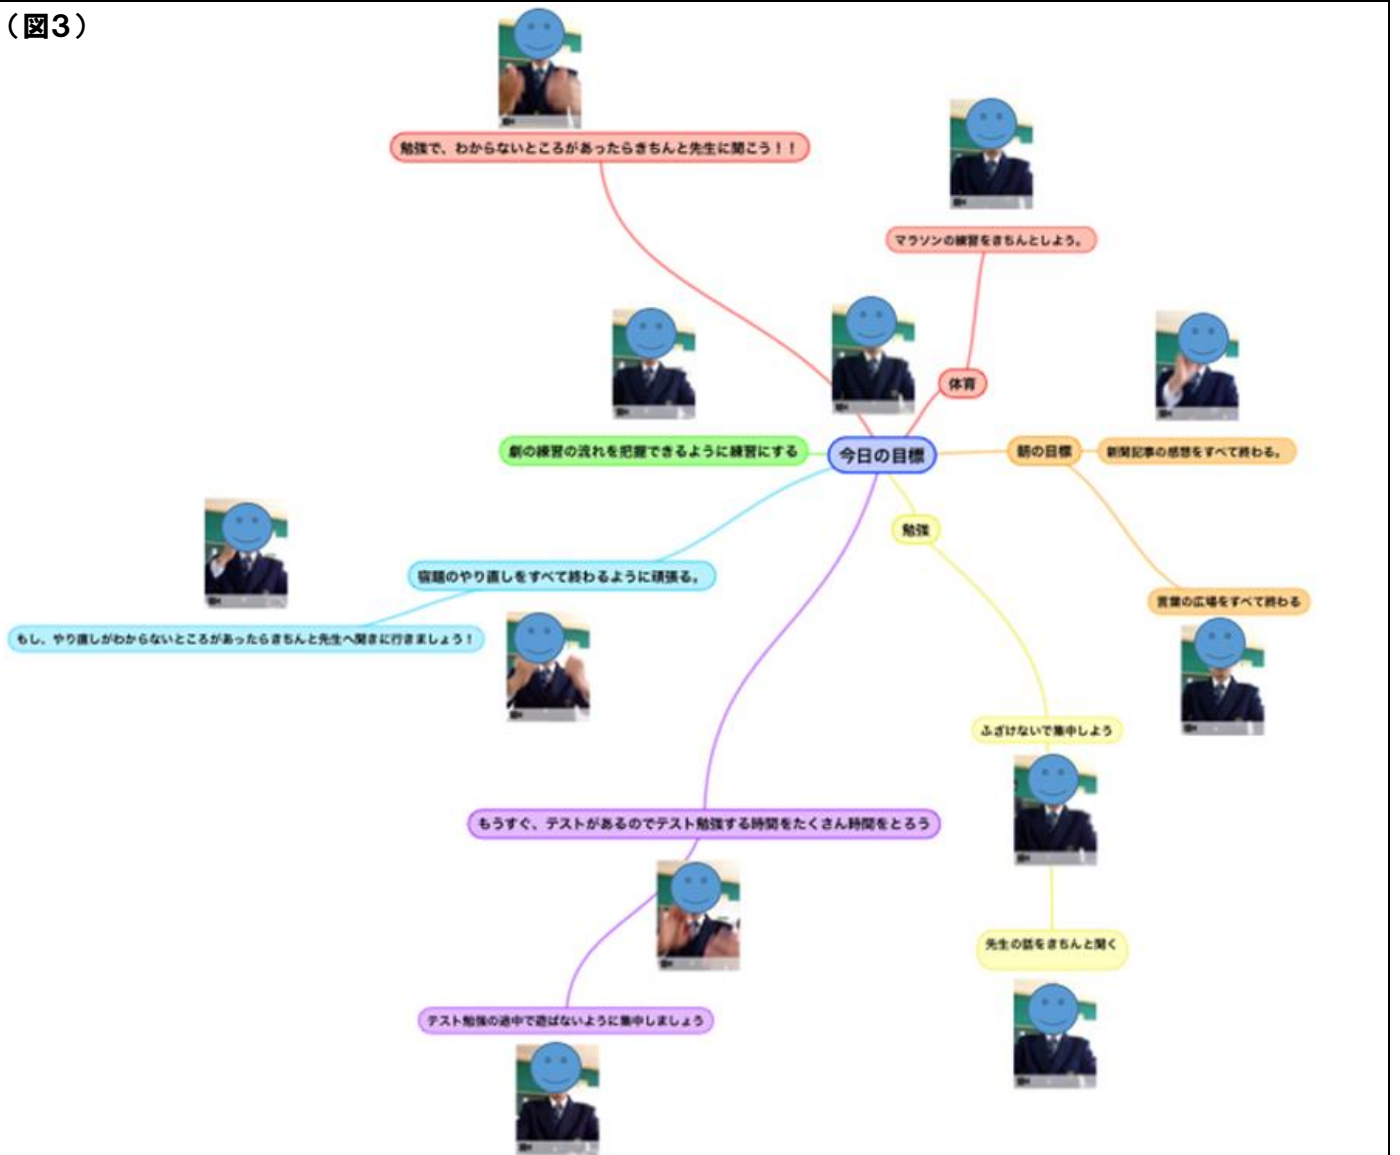 （図3）
勉強で、わからないところがあったらきちんと先生に聞こう！！
マラソンの練習をきちんとしよう。
体育
劇の練習の流れを把握できるように練習にする
今日の目標
朝の目標
新聞記事の感想をすべて終わる。
勉強
宿題のやり直しをすべて終わるように頑張る。
言葉の広場をすべて終わる
もし、やり直しがわからないところがあったらきちんと先生へ聞きに行きましょう！
ふざけないで集中しよう
もうすぐ、テストがあるのでテスト勉強する時間をたくさん時間をとろう
先生の話をきちんと聞く
テスト勉強の途中で遊ばないように集中しましょう